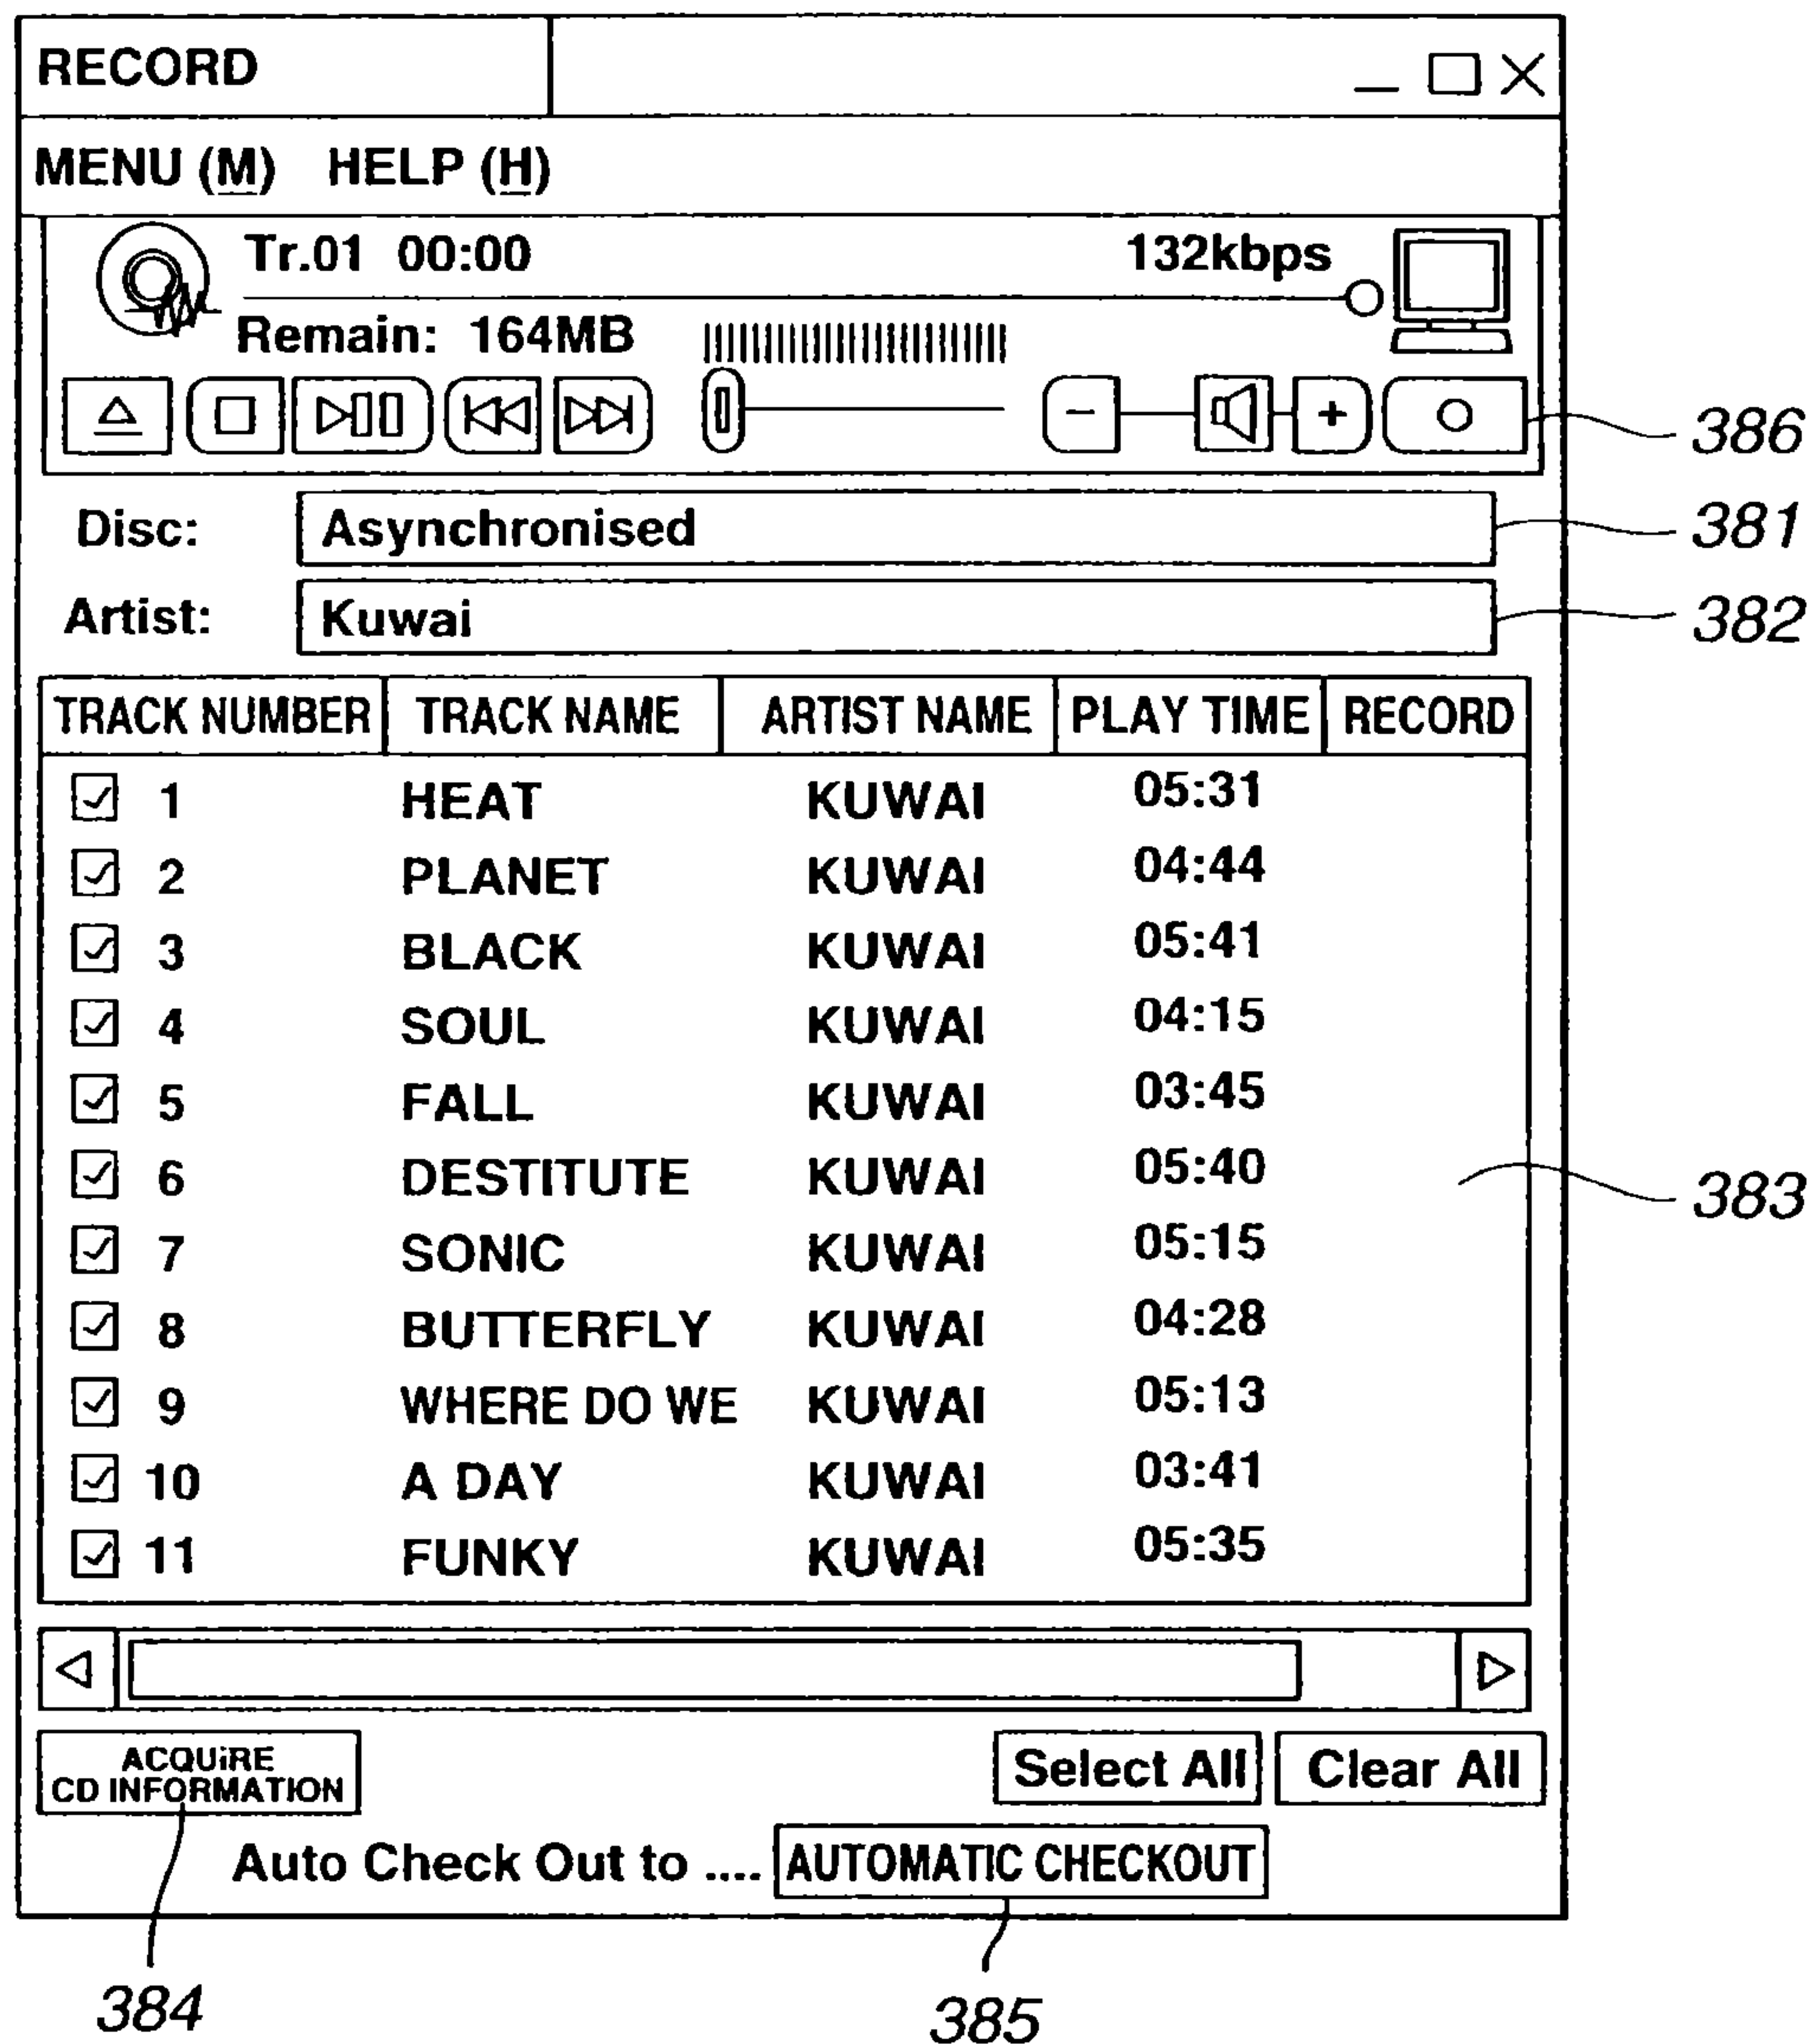 RECORD
MENU (M) HELP (H)
Tr.01 00:00 132kbps
Remain: 164MB
- +
386
Disc: Asynchronised
381
Artist: Kuwai
382
TRACK NUMBER TRACK NAME ARTIST NAME PLAY TIME RECORD
1 HEAT KUWAI 05:31
2 PLANET KUWAI 04:44
3 BLACK KUWAI 05:41
4 SOUL KUWAI 04:15
5 FALL KUWAI 03:45
6 DESTITUTE KUWAI 05:40
383
7 SONIC KUWAI 05:15
8 BUTTERFLY KUWAI 04:28
9 WHERE DO WE KUWAI 05:13
10 A DAY KUWAI 03:41
11 FUNKY KUWAI 05:35
ACQUiRE
CD INFORMATION
Select All Clear All
Auto Check Out to .... AUTOMATIC CHECKOUT
384
385